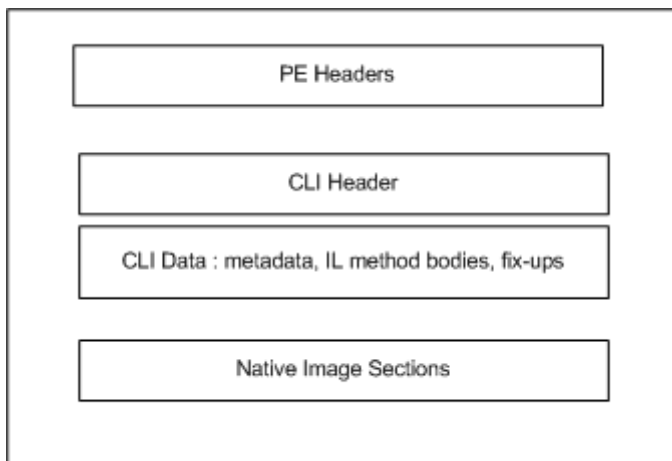 PE Headers
CLI Header
CLI Data : metadata, IL method bodies, fix-ups
Native Image Sections